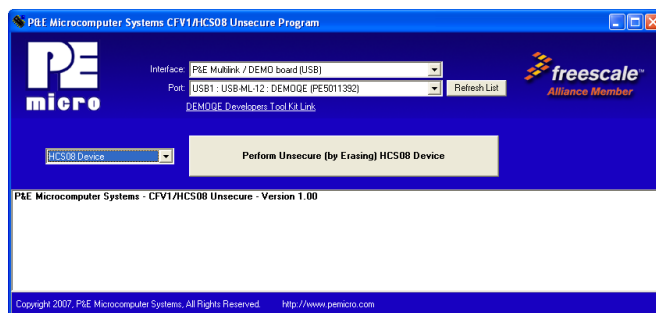 P&E Microcomputer Systems CFV1/HCS08 Unsecure Program
PE
micro
Interface: P&E Multilink / DEMO board (USB)
Port: USB1 : USB-ML-12 : DEMOQE (PE5011392) Refresh List
DEMOQE Developers Tool Kit Link
freescale™
Alliance Member
HCS08 Device
Perform Unsecure (by Erasing) HCS08 Device
P&E Microcomputer Systems - CFV1/HCS08 Unsecure - Version 1.00
Copyright 2007, P&E Microcomputer Systems, All Rights Reserved. http://www.pemicro.com